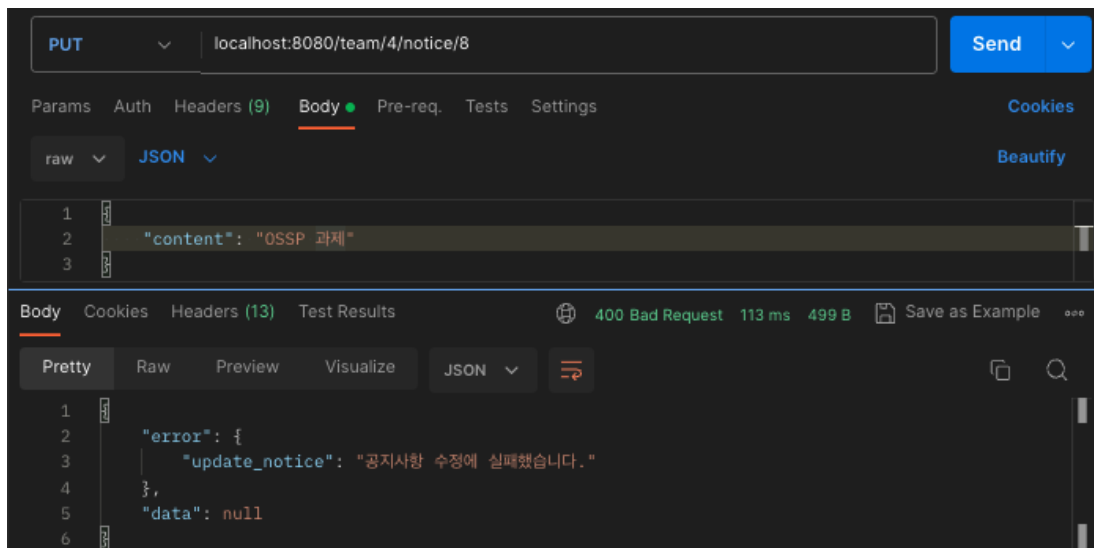 PUT localhost:8080/team/4/notice/8 Send
Params Auth Headers (9) Body Pre-req. Tests Settings Cookies
raw JSON Beautify
1 {
2 "content": "OSSP 과제"
3 }
Body Cookies Headers (13) Test Results 400 Bad Request 113 ms 499 B Save as Example
Pretty Raw Preview Visualize JSON
1 {
2 "error": {
3 "update_notice": "공지사항 수정에 실패했습니다."
4 },
5 "data": null
6 }